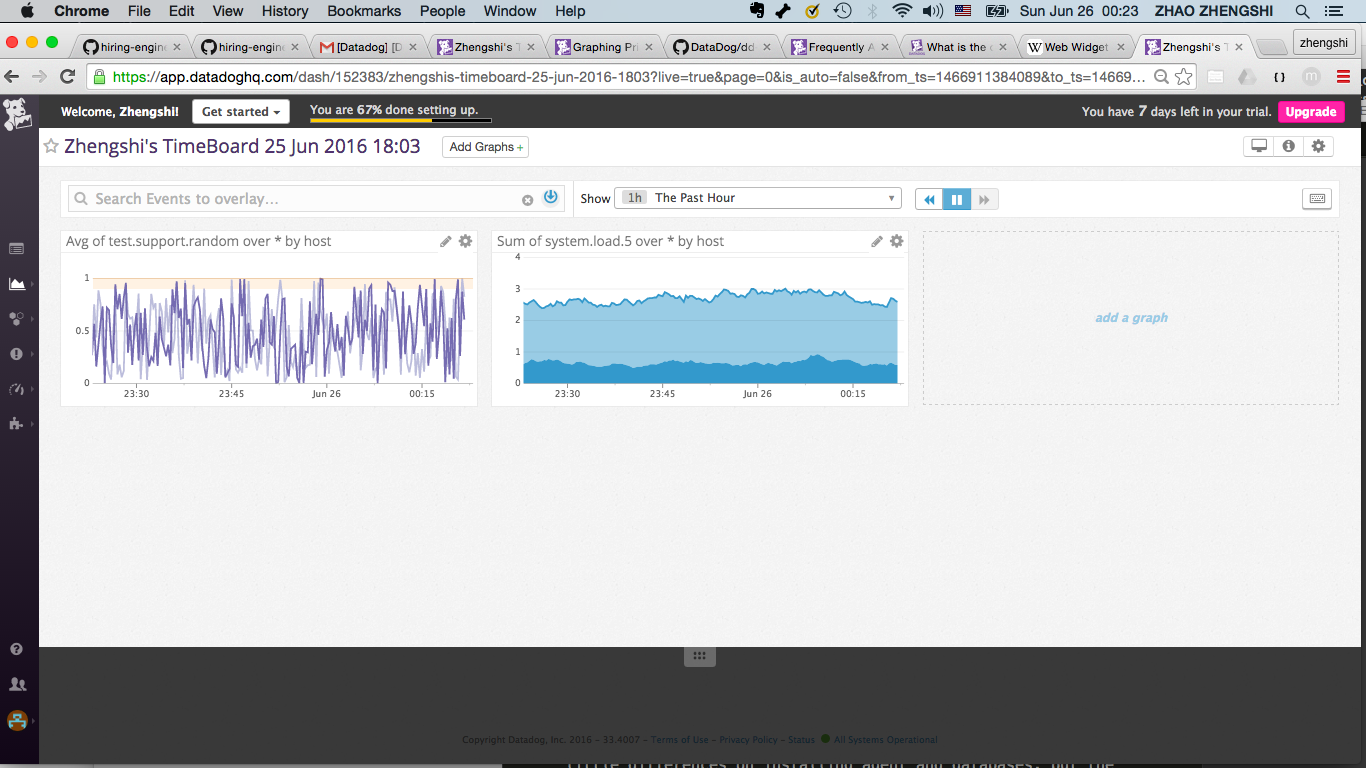 Chrome File Edit View History Bookmarks People Window Help Sun Jun 26 00:23 ZHAO ZHENGSHI
hiring-engine hiring-engine [Datadog] [D Zhengshi's T Graphing Pri DataDog/dd Frequently A What is the Web Widget Zhengshi's T zhengshi
https://app.datadoghq.com/dash/152383/zhengshis-timeboard-25-jun-2016-1803?live=true&page=0&is_auto=false&from_ts=1466911384089&to_ts=14669...
{ } m
Welcome, Zhengshi! Get started You are 67% done setting up. You have 7 days left in your trial. Upgrade
Zhengshi's TimeBoard 25 Jun 2016 18:03 Add Graphs +
Search Events to overlay... Show 1h The Past Hour
Avg of test.support.random over * by host
1
0.5
0
23:30 23:45 Jun 26 00:15
Sum of system.load.5 over * by host
4
3
2
1
0
23:30 23:45 Jun 26 00:15
add a graph
Copyright Datadog, Inc. 2016 - 33.4007 - Terms of Use - Privacy Policy - Status All Systems Operational